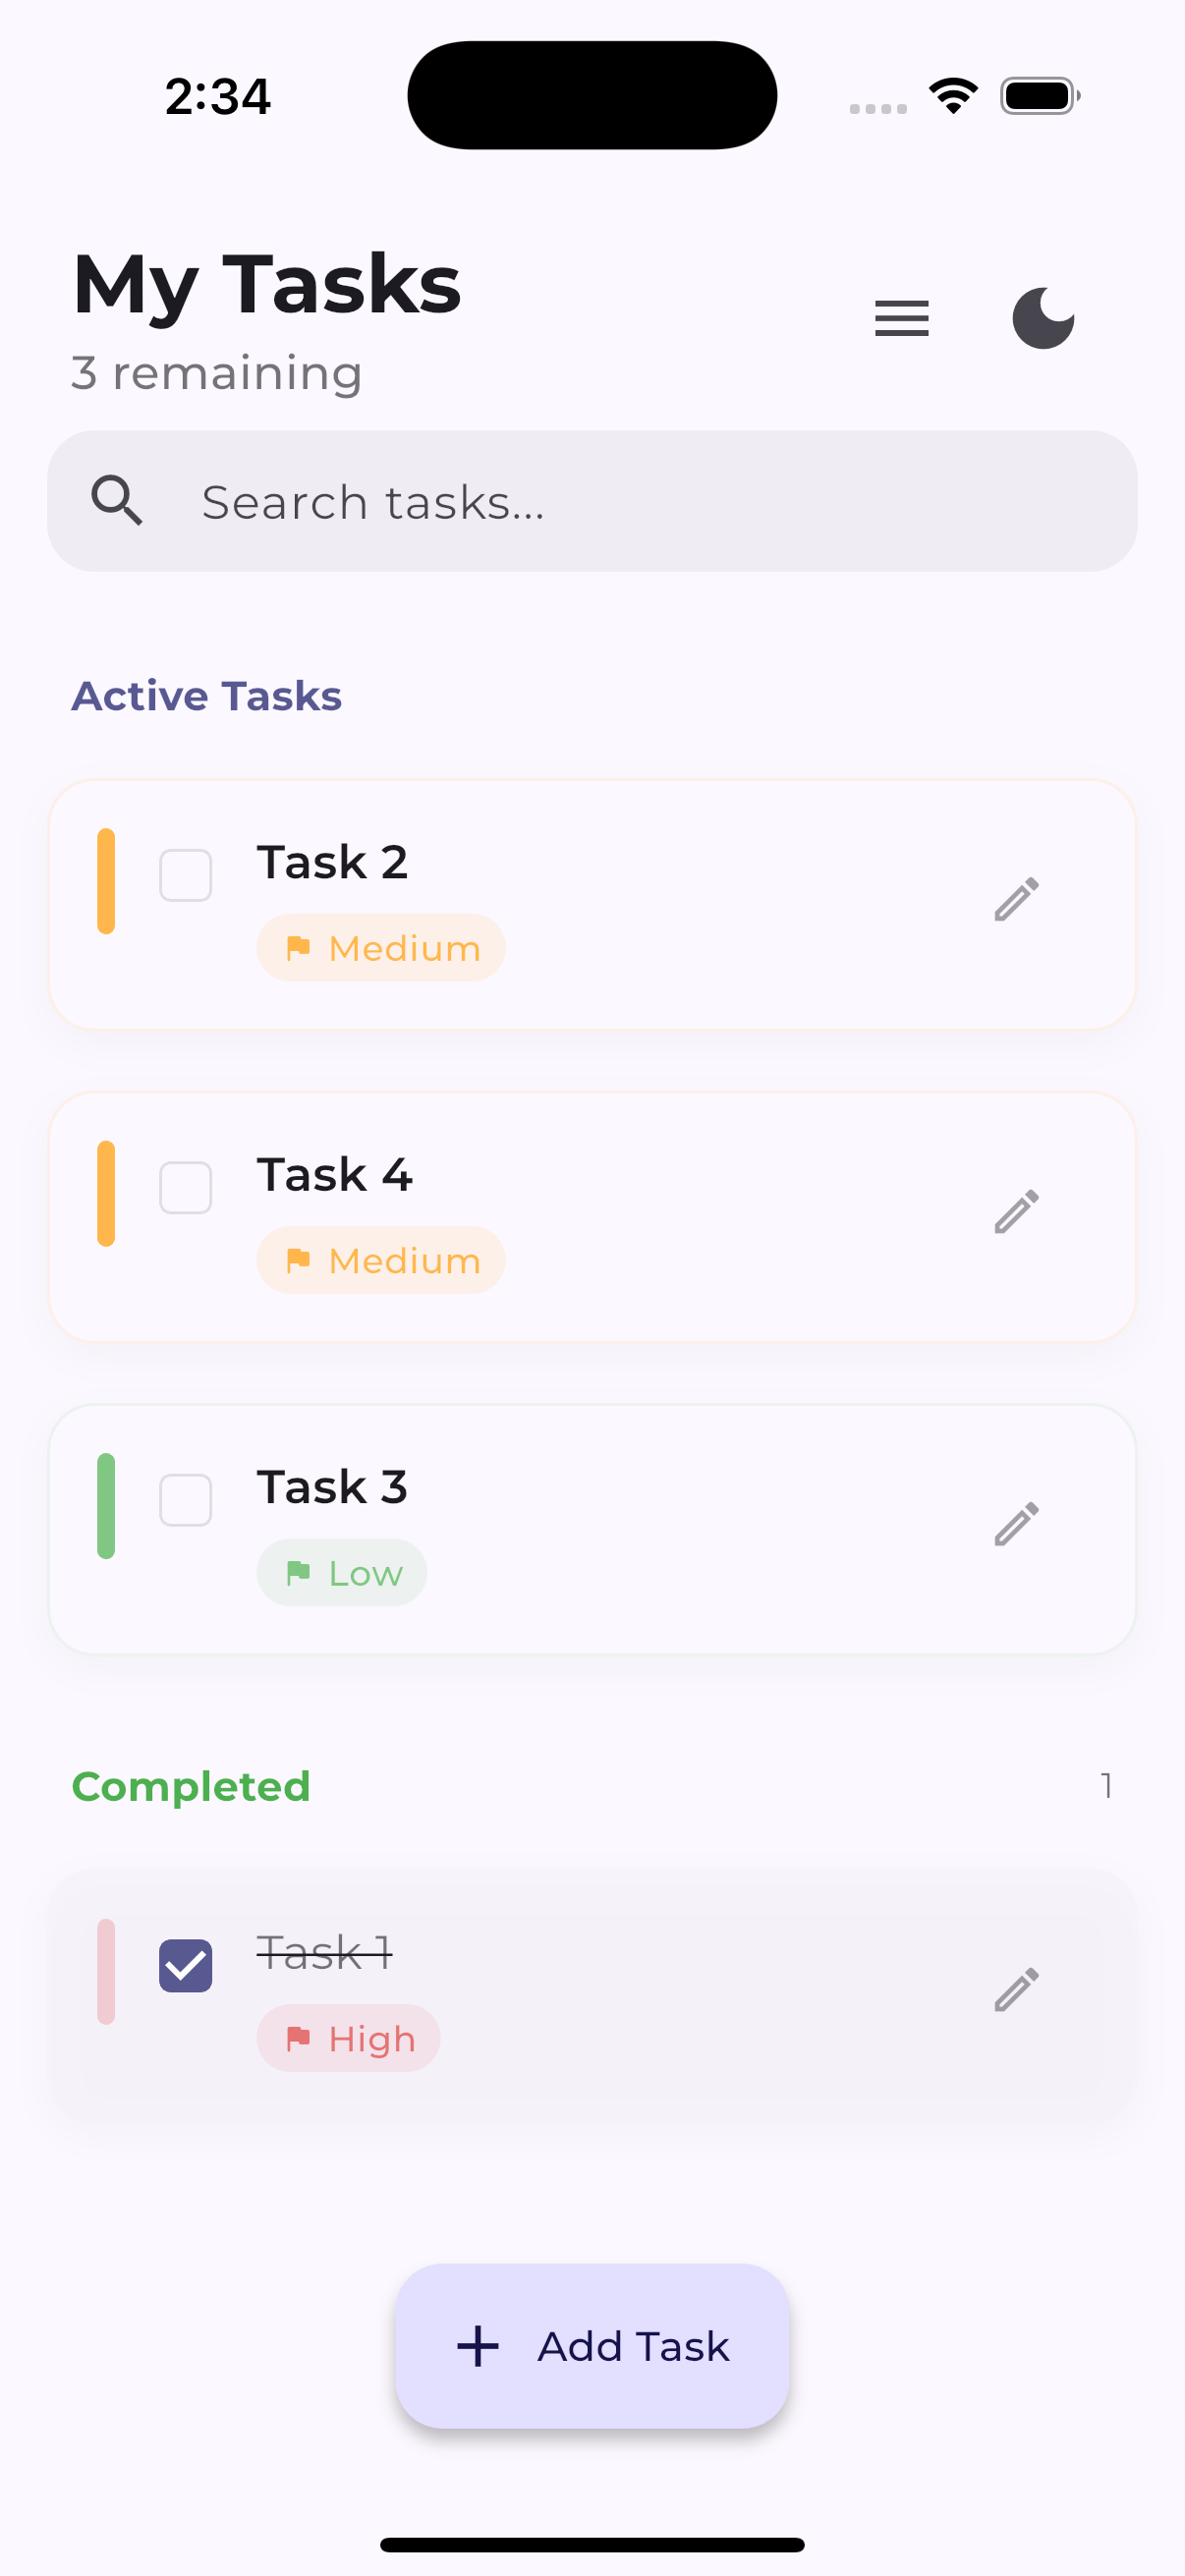 2:34
My Tasks
3 remaining
Search tasks...
Active Tasks
Task 2
Medium
Task 4
Medium
Task 3
Low
Completed 1
Task 1
High
Add Task